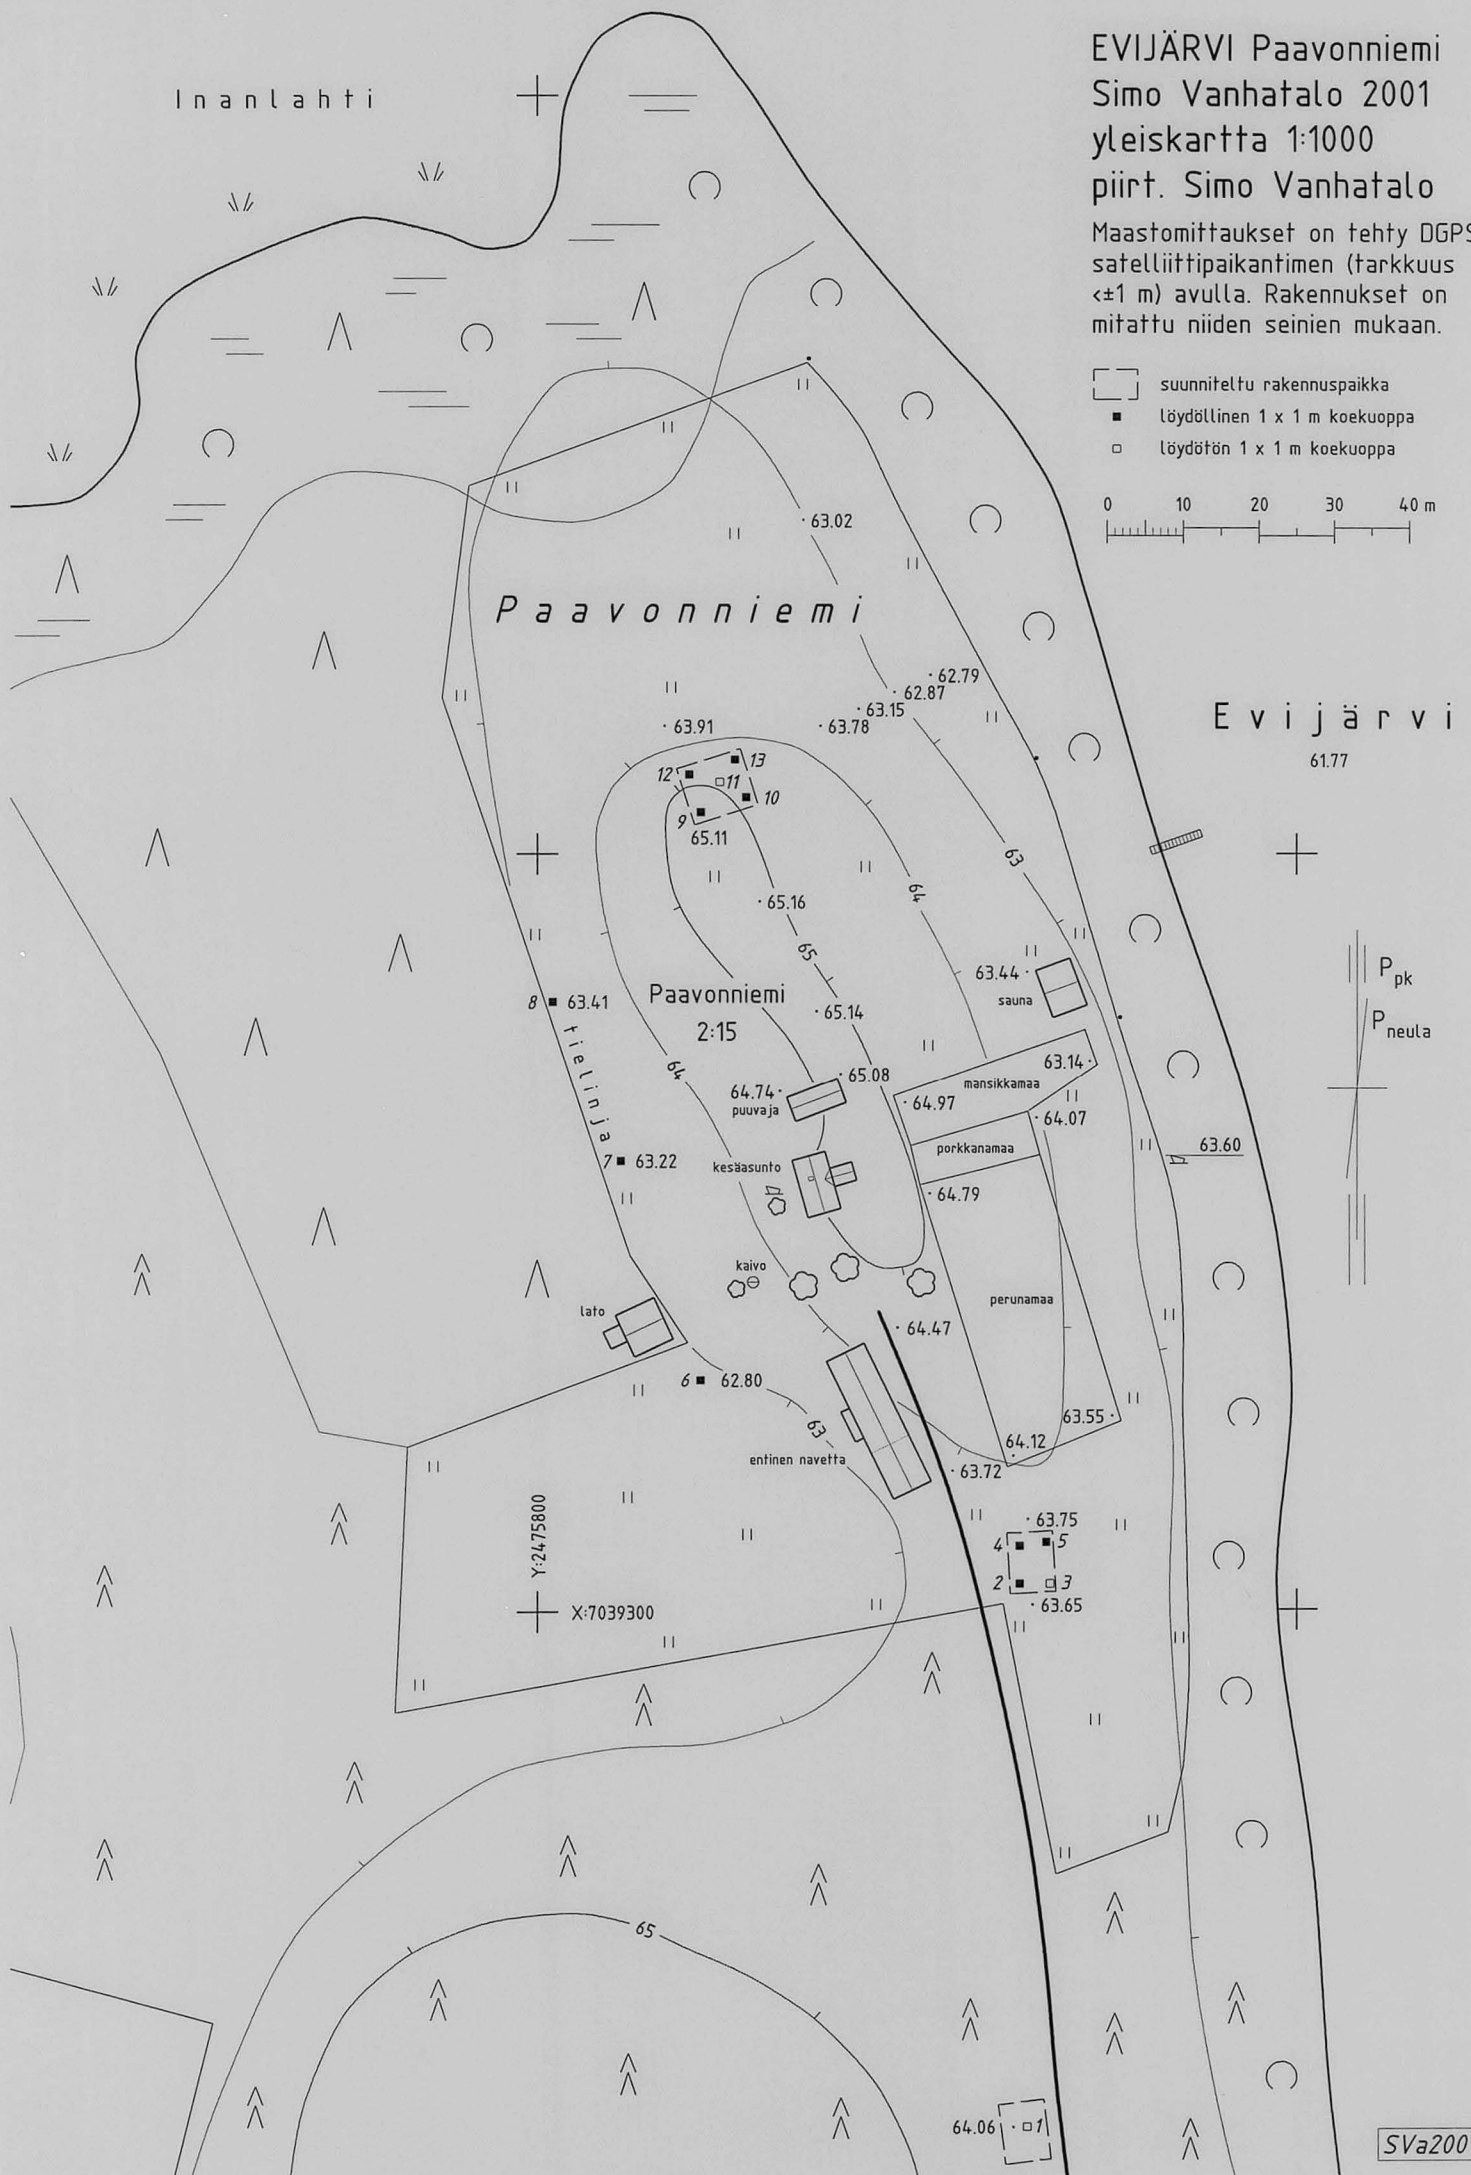 EVIJÄRVI Paavonniemi
Simo Vanhatalo 2001
yleiskartta 1:1000
piirt. Simo Vanhatalo
Maastomittaukset on tehty DGPS
satelliittipaikantimen (tarkkuus
<±1 m) avulla. Rakennukset on
mitattu niiden seinien mukaan.
suunniteltu rakennuspaikka
löydöllinen 1 x 1 m koekuoppa
löydötön 1 x 1 m koekuoppa
0 10 20 30 40 m
Inanlahti
63.02
Paavonniemi
62.79
62.87
63.15
63.78
63.91
Evijärvi
61.77
12
13
11
10
9
65.11
63
64
65.16
65
P pk
P neula
63.44
sauna
8 63.41
Paavonniemi
2:15
65.14
tielinja
64
63.14
mansikkamaa
65.08
64.74
puuvaja
64.97
64.07
porkkanamaa
63.60
7 63.22
kesäasunto
64.79
kaivo
perunamaa
lato
64.47
6 62.80
63
63.55
64.12
entinen navetta
63.72
Y:2475800
63.75
4
5
2
3
X:7039300
63.65
65
64.06
1
SVa200